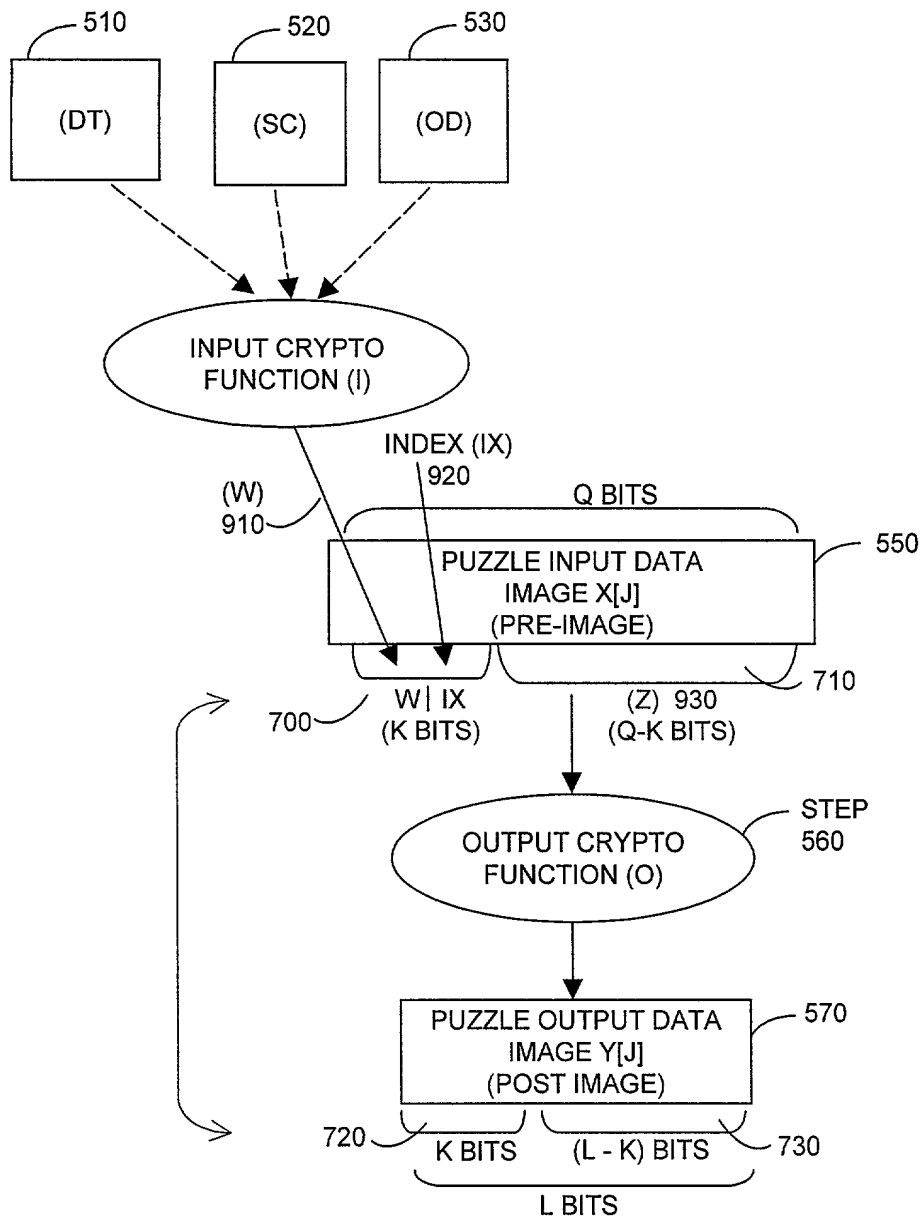 510
520
530
(DT)
(SC)
(OD)
INPUT CRYPTO
FUNCTION (I)
INDEX (IX)
920
(W)
910
Q BITS
550
PUZZLE INPUT DATA
IMAGE X[J]
(PRE-IMAGE)
700
W| IX
(K BITS)
(Z) 930
(Q-K BITS)
710
STEP
560
OUTPUT CRYPTO
FUNCTION (O)
570
PUZZLE OUTPUT DATA
IMAGE Y[J]
(POST IMAGE)
720
K BITS
(L - K) BITS
730
L BITS